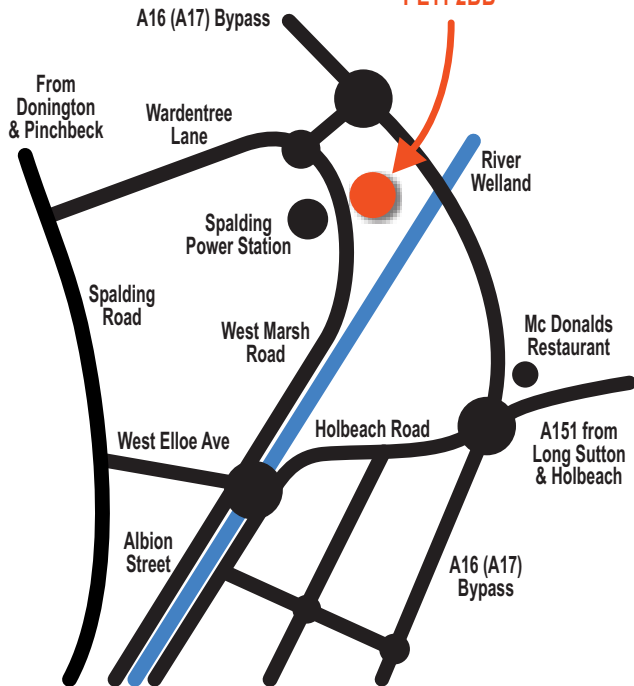 A16 (A17) Bypass
From
Donington
& Pinchbeck
Wardentree
Lane
River
Welland
Spalding
Power Station
Spalding
Road
West Marsh
Road
Mc Donalds
Restaurant
West Elloe Ave
Holbeach Road
A151 from
Long Sutton
& Holbeach
Albion
Street
A16 (A17)
Bypass